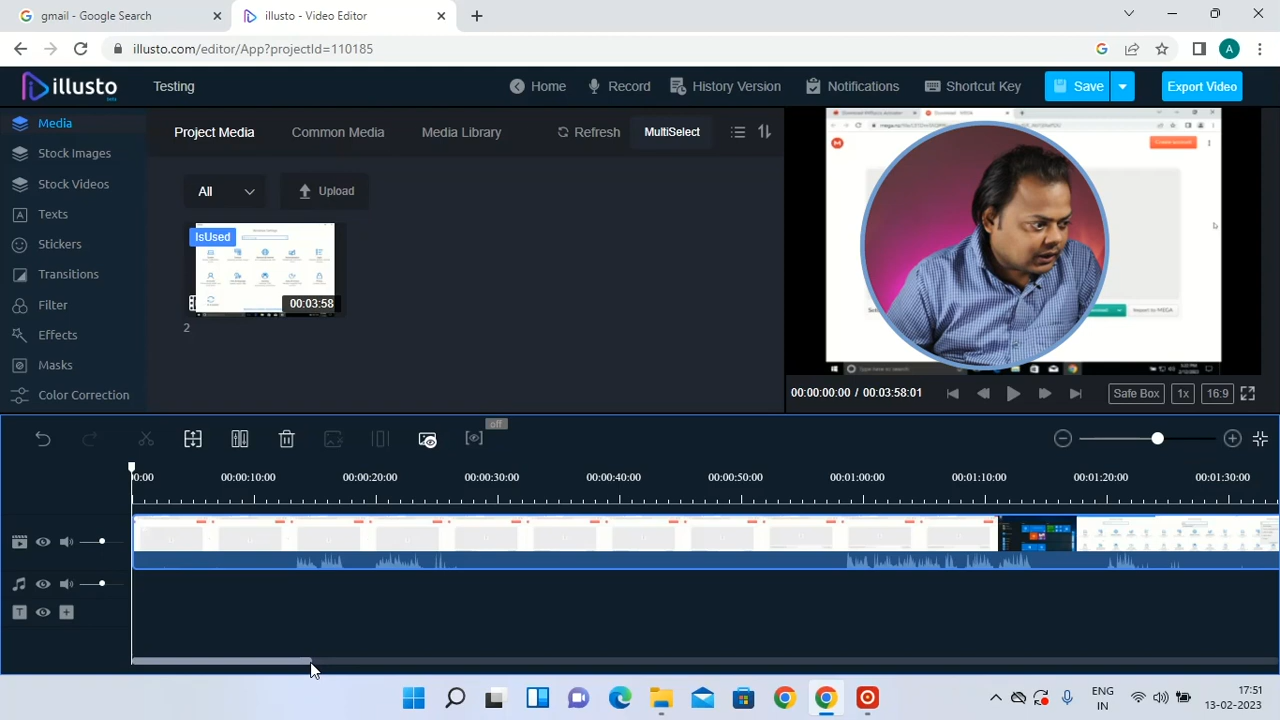 gmail - Google Search
illusto - Video Editor
illusto.com/editor/App?projectId=110185
A
illusto
beta
Testing
Home
Record
History Version
Notifications
Shortcut Key
Save
Export Video
Media
Stock Images
Stock Videos
Texts
Stickers
Transitions
Filter
Effects
Masks
Color Correction
Project Media
Common Media
Media Library
Refresh
MultiSelect
All
Upload
IsUsed
00:03:58
2
00:00:00:00 / 00:03:58:01
Safe Box
1x
16:9
off
0:00
00:00:10:00
00:00:20:00
00:00:30:00
00:00:40:00
00:00:50:00
00:01:00:00
00:01:10:00
00:01:20:00
00:01:30:00
T
ENG
IN
17:51
13-02-2023